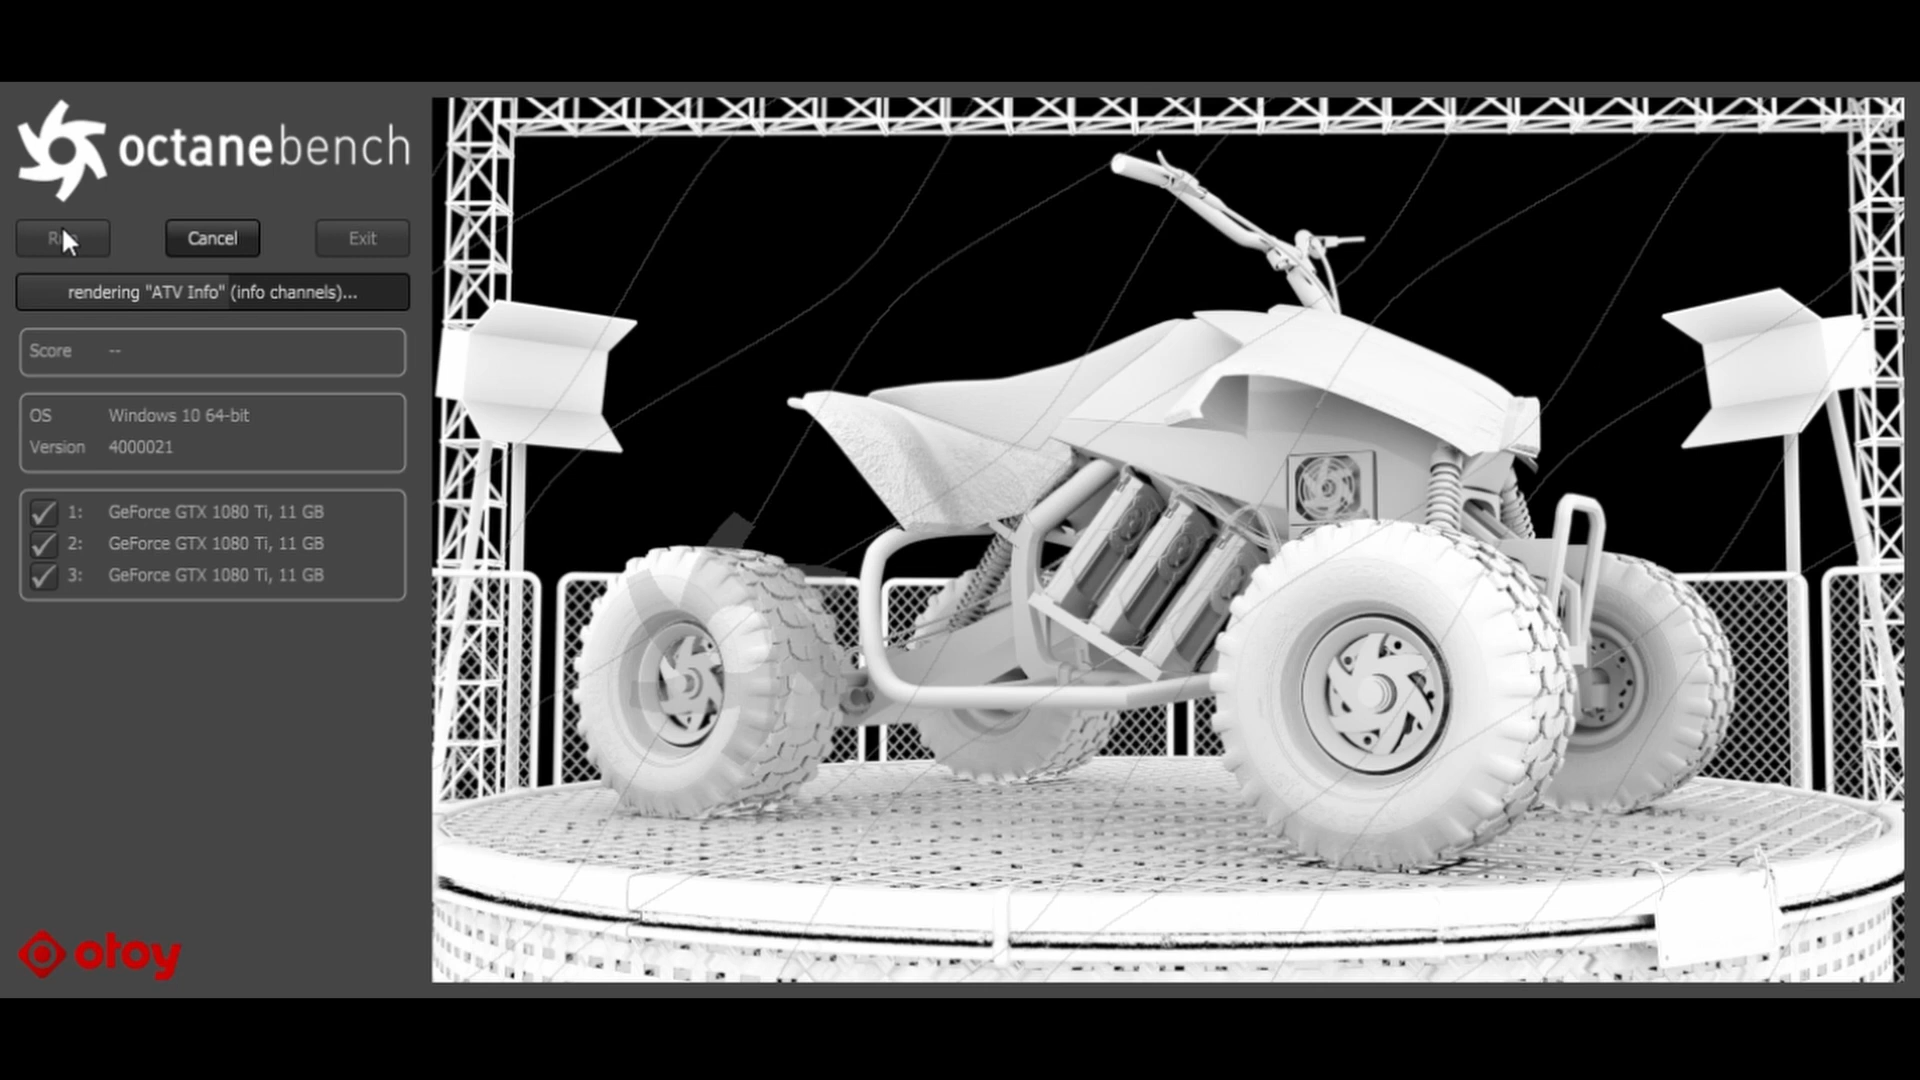 octanebench
Cancel
Exit
rendering "ATV Info" (info channels)...
Score --
OS Windows 10 64-bit
Version 4000021
1: GeForce GTX 1080 Ti, 11 GB
2: GeForce GTX 1080 Ti, 11 GB
3: GeForce GTX 1080 Ti, 11 GB
otoy